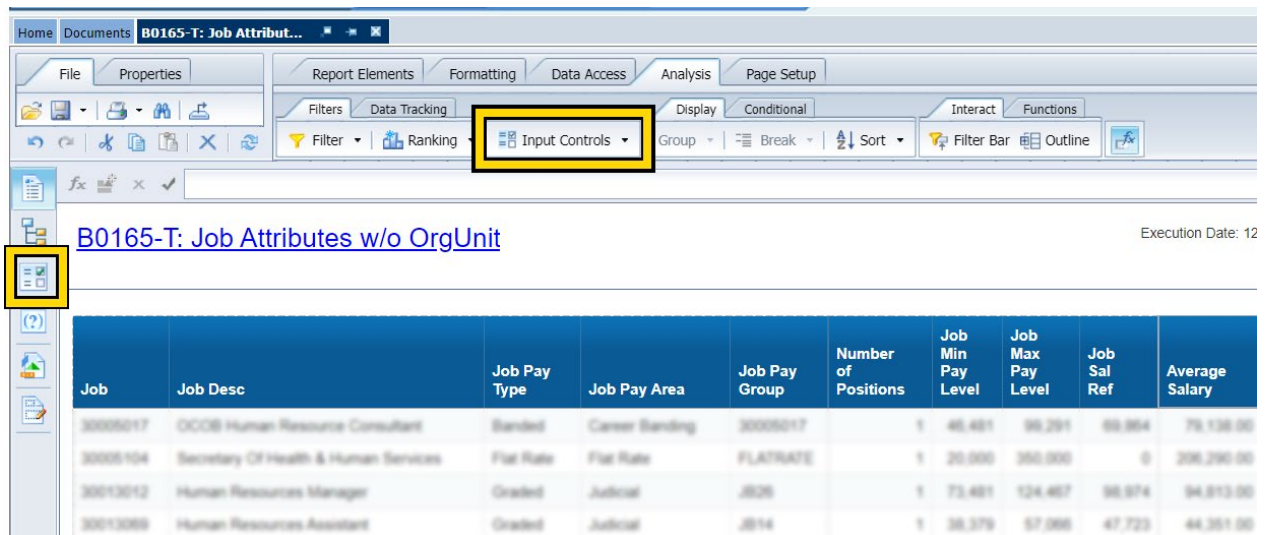 Home Documents B0165-T: Job Attribut...
File Properties Report Elements Formatting Data Access Analysis Page Setup
Filters Data Tracking Display Conditional Interact Functions
Filter Ranking Input Controls Group Break Sort Filter Bar Outline fx
fx
B0165-T: Job Attributes w/o OrgUnit
Execution Date: 12
Job Job Desc Job Pay Type Job Pay Area Job Pay Group Number of Positions Job Min Pay Level Job Max Pay Level Job Sal Ref Average Salary
30005017 OCOB Human Resource Consultant Banded Career Banding 30005017 1 46,481 99,291 69,864 79,138.00
30005104 Secretary Of Health & Human Services Flat Rate Flat Rate FLATRATE 1 20,000 350,000 0 206,290.00
30013012 Human Resources Manager Graded Judicial JB26 1 73,481 124,467 98,974 94,813.00
30013069 Human Resources Assistant Graded Judicial JB14 1 38,379 57,066 47,723 44,351.00